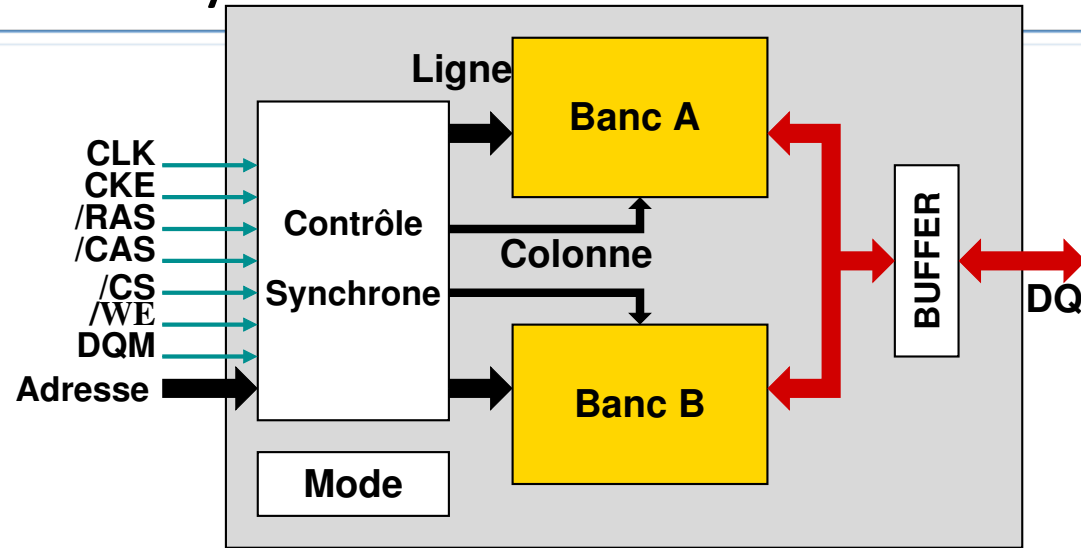 Ligne
Banc A
CLK
CKE
/RAS
/CAS
/CS
/WE
DQM
Adresse
Contrôle
Synchrone
Colonne
BUFFER
DQ
Banc B
Mode